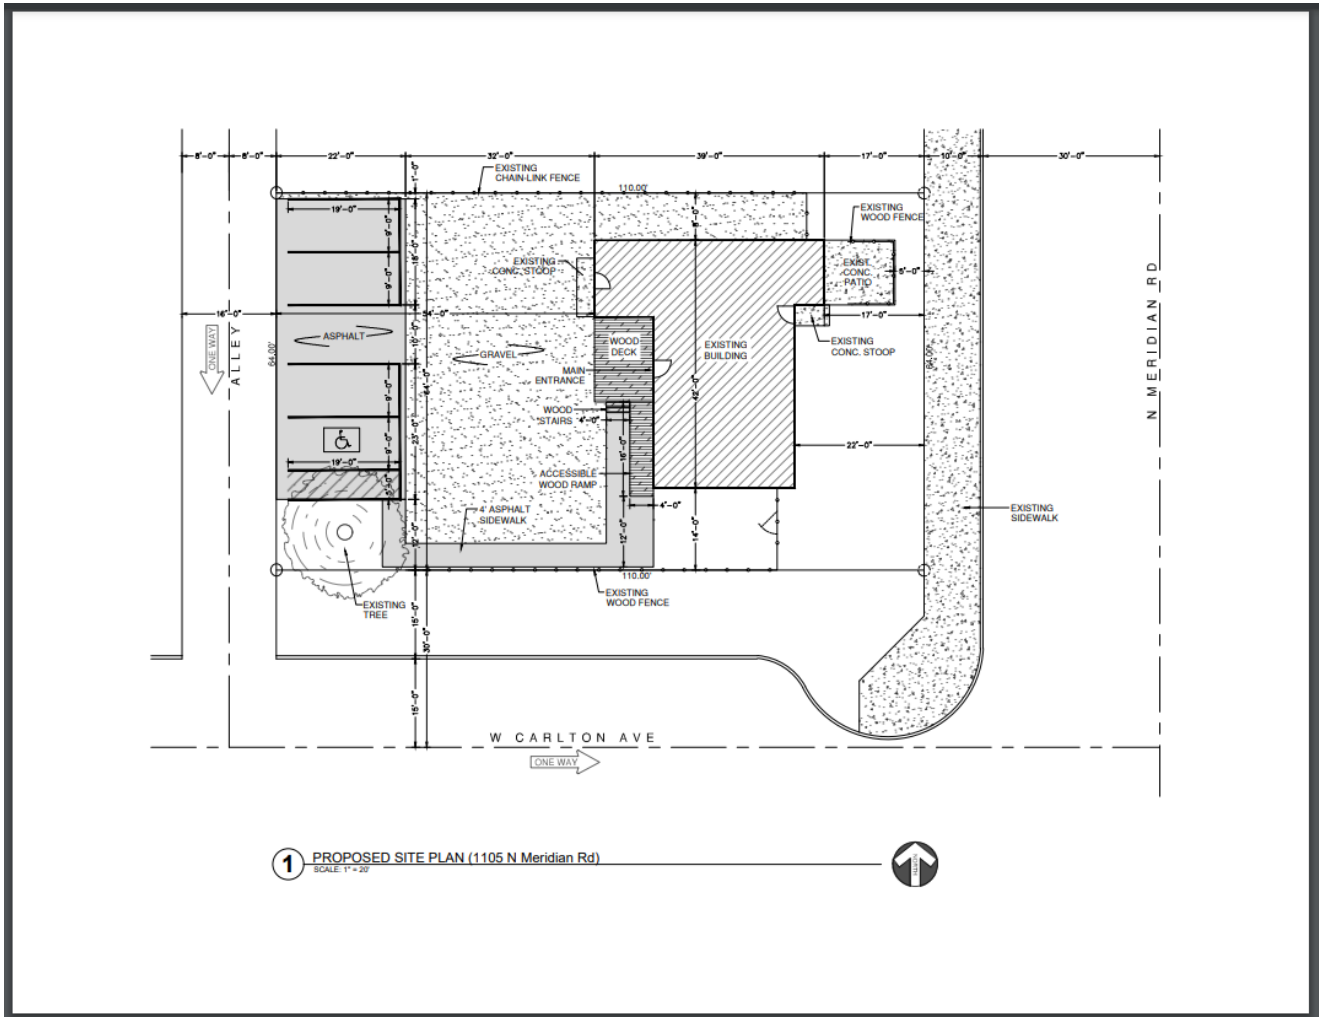 8'-0"
8'-0"
22'-0"
32'-0"
39'-0"
17'-0"
10'-0"
30'-0"
1'-0"
EXISTING
CHAIN-LINK FENCE
110.00'
19'-0"
9'-0"
8'-0"
EXISTING
WOOD FENCE
18'-0"
EXISTING
CONC. STOOP
EXIST.
CONC.
PATIO
5'-0"
9'-0"
16'-0"
54'-0"
17'-0"
ONE WAY
ALLEY
64.00'
ASPHALT
10'-0"
GRAVEL
WOOD
DECK
EXISTING
BUILDING
EXISTING
CONC. STOOP
64.00'
N MERIDIAN RD
MAIN
ENTRANCE
64'-0"
42'-0"
9'-0"
WOOD
STAIRS
4'-0"
23'-0"
9'-0"
16'-0"
22'-0"
19'-0"
ACCESSIBLE
WOOD RAMP
4'-0"
4' ASPHALT
SIDEWALK
EXISTING
SIDEWALK
12'-0"
12'-0"
14'-0"
110.00'
EXISTING
WOOD FENCE
EXISTING
TREE
15'-0"
30'-0"
15'-0"
W CARLTON AVE
ONE WAY
1
PROPOSED SITE PLAN (1105 N Meridian Rd)
SCALE: 1" = 20'
NORTH